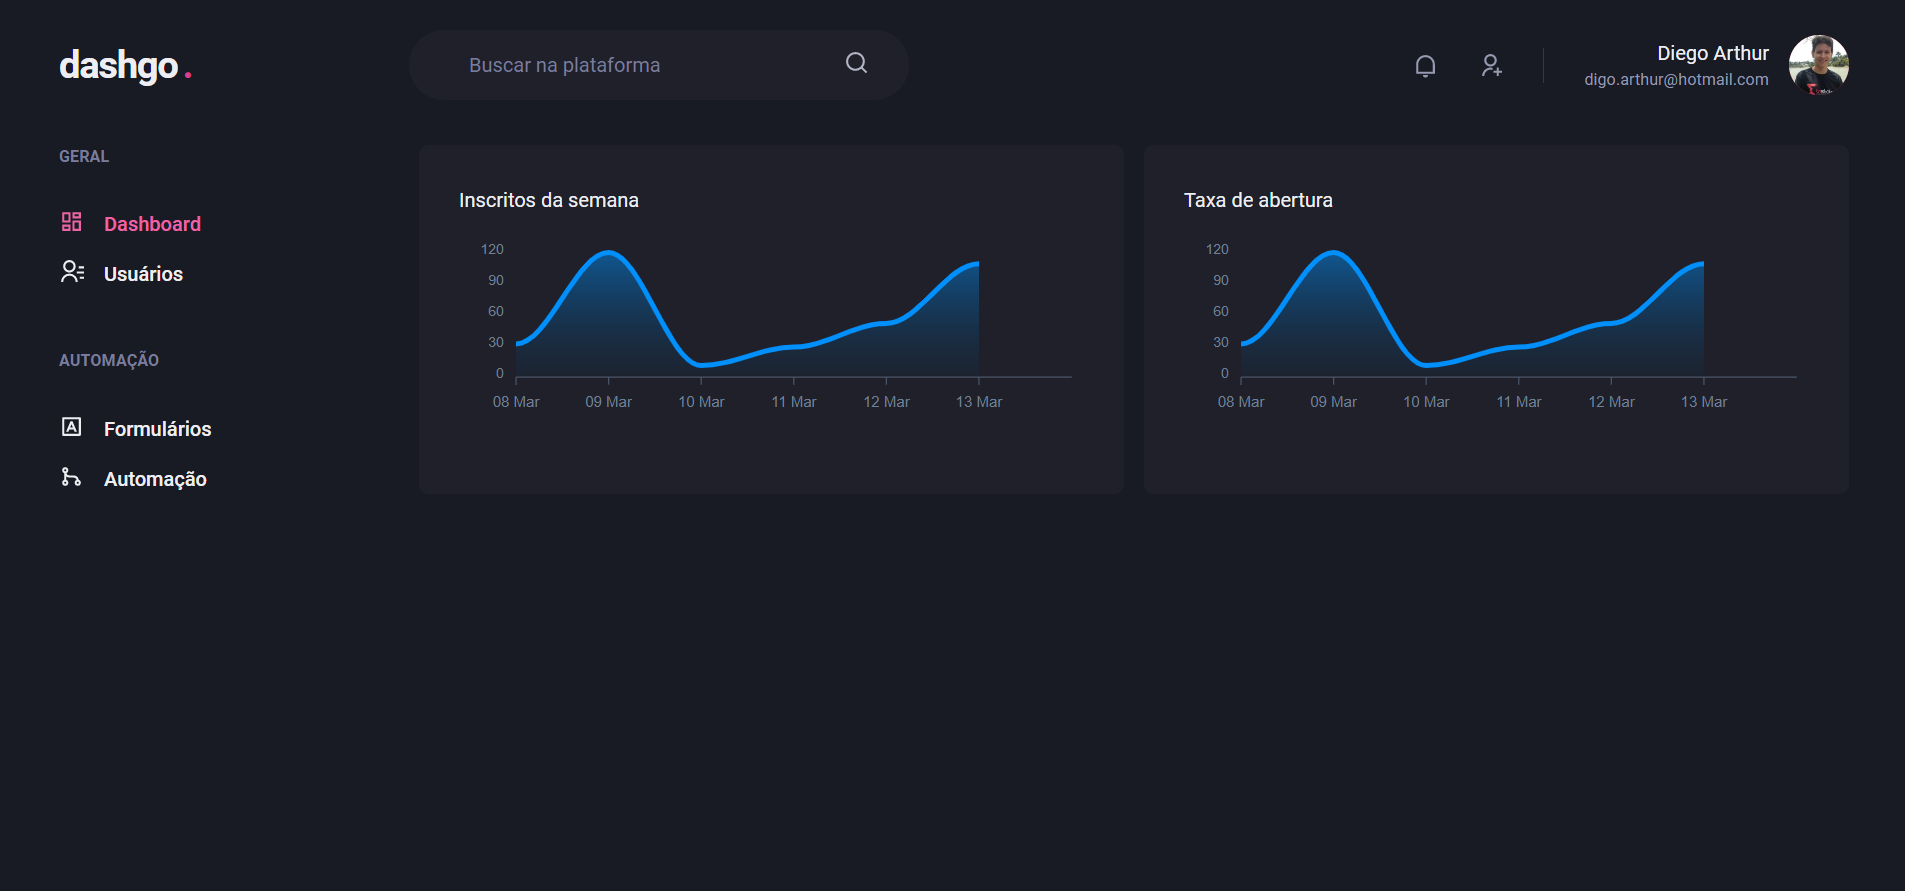 dashgo.
Buscar na plataforma
Diego Arthur
digo.arthur@hotmail.com
GERAL
Dashboard
Usuários
AUTOMAÇÃO
Formulários
Automação
Inscritos da semana
120
90
60
30
0
08 Mar 09 Mar 10 Mar 11 Mar 12 Mar 13 Mar
Taxa de abertura
120
90
60
30
0
08 Mar 09 Mar 10 Mar 11 Mar 12 Mar 13 Mar